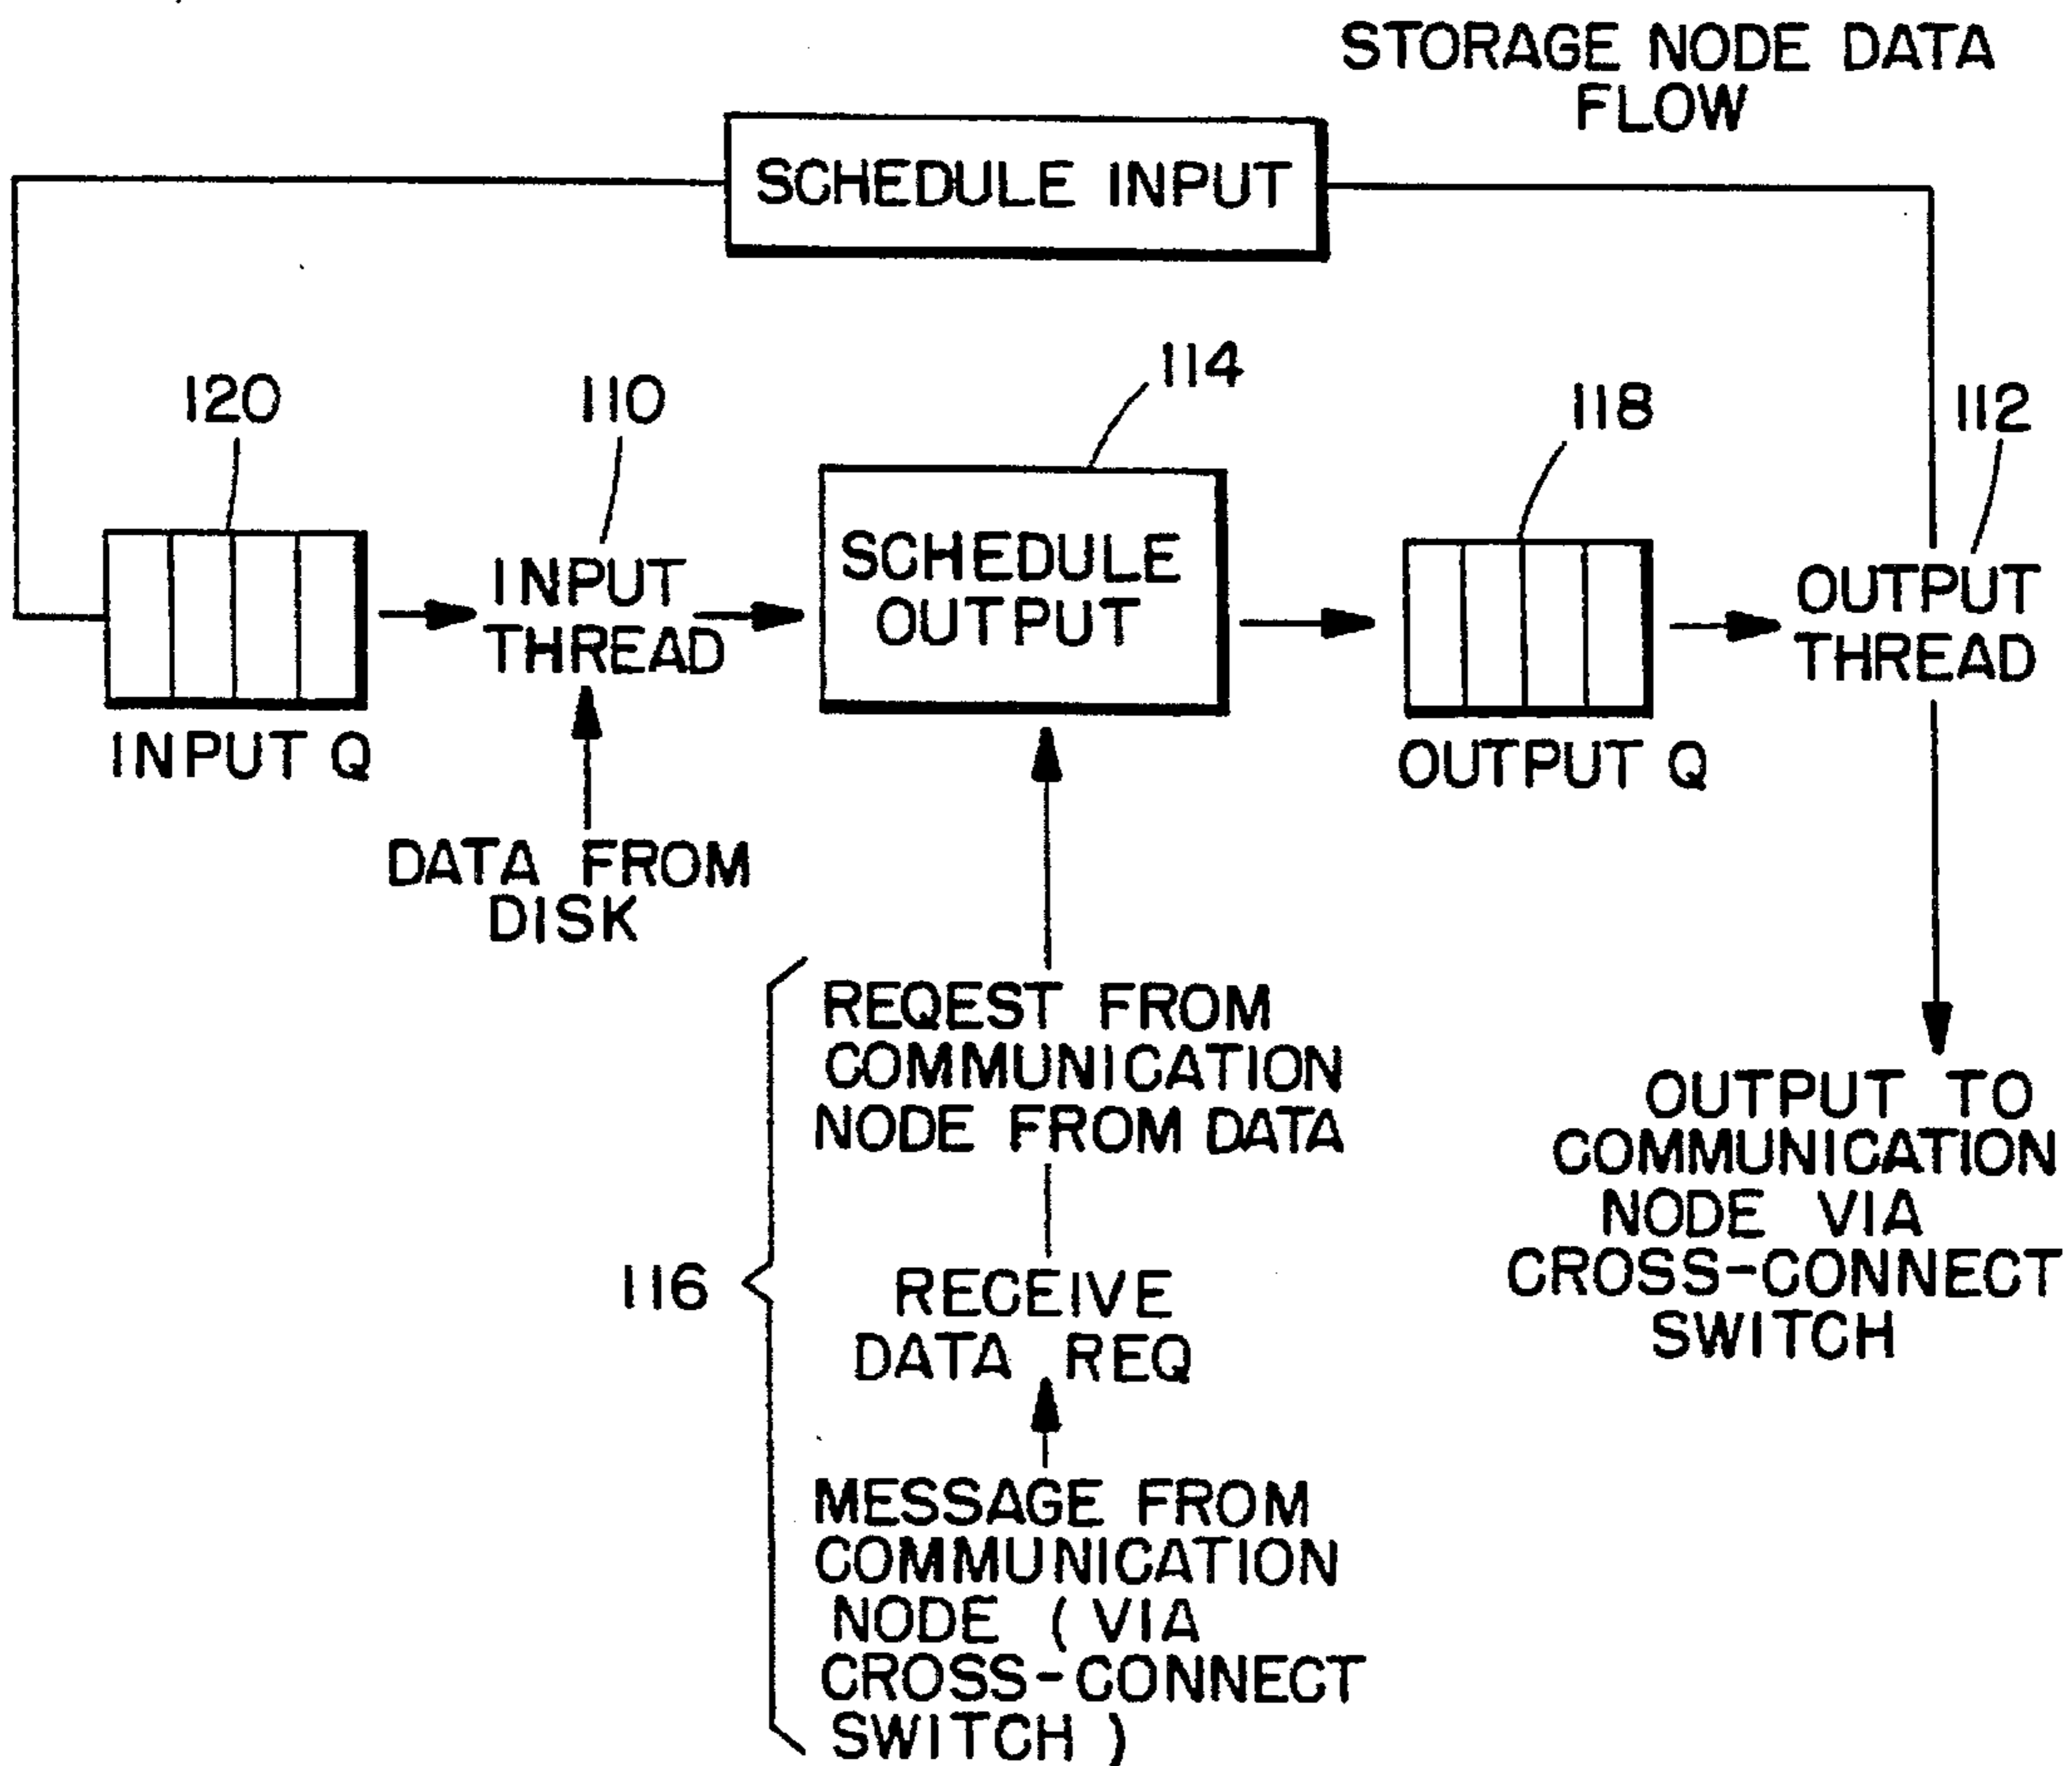 STORAGE NODE DATA
FLOW
SCHEDULE INPUT
120
110
114
118
112
INPUT
THREAD
SCHEDULE
OUTPUT
OUTPUT
THREAD
INPUT Q
OUTPUT Q
DATA FROM
DISK
REQEST FROM
COMMUNICATION
NODE FROM DATA
116
RECEIVE
DATA REQ
MESSAGE FROM
COMMUNICATION
NODE (VIA
CROSS-CONNECT
SWITCH)
OUTPUT TO
COMMUNICATION
NODE VIA
CROSS-CONNECT
SWITCH